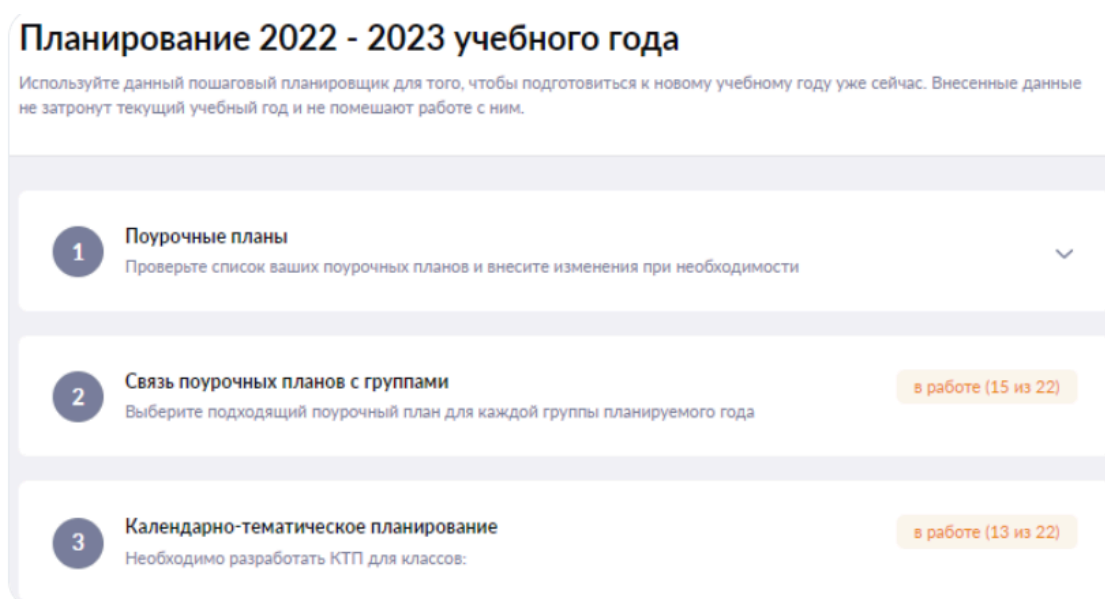 Планирование 2022 - 2023 учебного года
Используйте данный пошаговый планировщик для того, чтобы подготовиться к новому учебному году уже сейчас. Внесенные данные
не затронут текущий учебный год и не помешают работе с ним.
1
Поурочные планы
Проверьте список ваших поурочных планов и внесите изменения при необходимости
2
Связь поурочных планов с группами
в работе (15 из 22)
Выберите подходящий поурочный план для каждой группы планируемого года
3
Календарно-тематическое планирование
в работе (13 из 22)
Необходимо разработать КТП для классов: